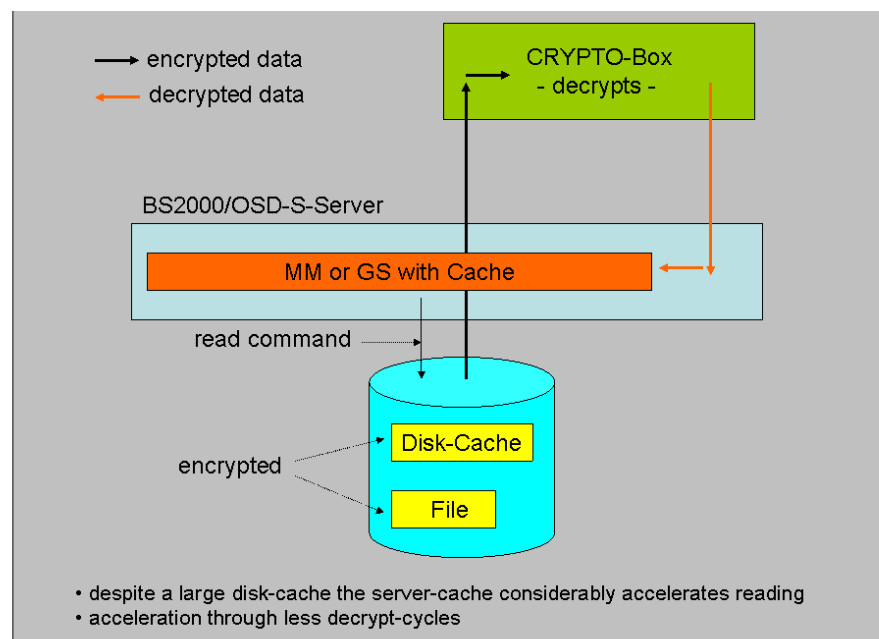 encrypted data
decrypted data
CRYPTO-Box
- decrypts -
BS2000/OSD-S-Server
MM or GS with Cache
read command
Disk-Cache
encrypted
File
• despite a large disk-cache the server-cache considerably accelerates reading
• acceleration through less decrypt-cycles